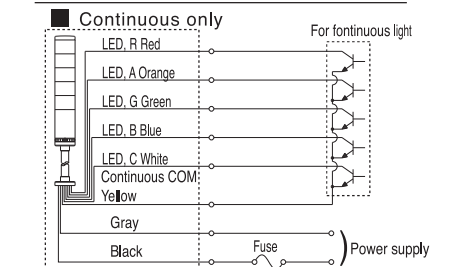 Continuous only
For fontinuous light
LED, R Red
LED, A Orange
LED, G Green
LED, B Blue
LED, C White
Continuous COM
Yellow
Gray
Black
Fuse
Power supply